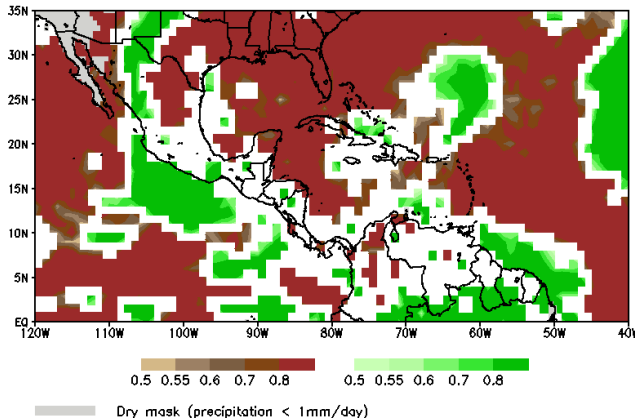 35N
30N
25N
20N
15N
10N
5N
EQ
120W 110W 100W 90W 80W 70W 60W 50W 40W
0.5 0.55 0.6 0.7 0.8 0.5 0.55 0.6 0.7 0.8
Dry mask (precipitation < 1mm/day)